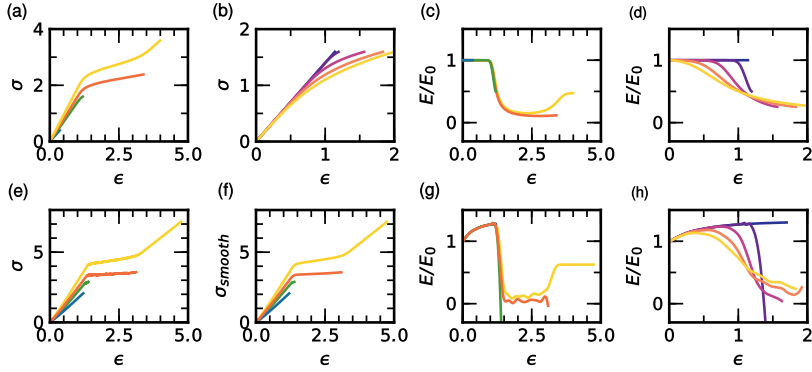 (a) (b) (c) (d)
4 2
σ 2 σ 1 E/E0 1 E/E0 1
0 0 0 0
0.0 2.5 5.0 0 1 2 0.0 2.5 5.0 0 1 2
ϵ ϵ ϵ ϵ
(e) (f) (g) (h)
σ 5 σsmooth 5 E/E0 1 E/E0 1
0 0 0 0
0.0 2.5 5.0 0.0 2.5 5.0 0.0 2.5 5.0 0 1 2
ϵ ϵ ϵ ϵ